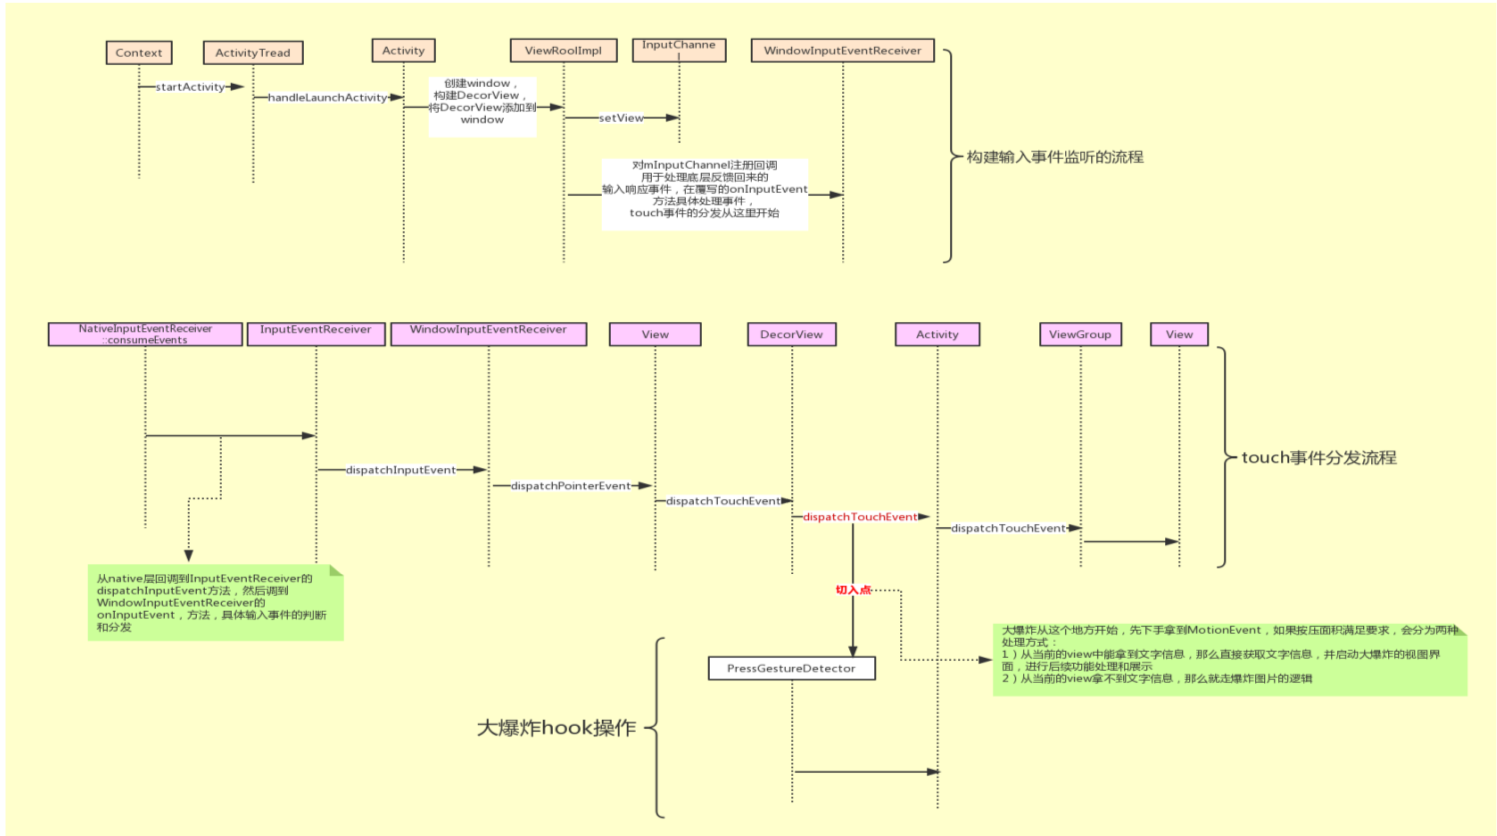 Context
ActivityTread
Activity
ViewRoolImpl
InputChanne
l
WindowInputEventReceiver
startActivity
handleLaunchActivity
创建window，
构建DecorView，
将DecorView添加到
window
setView
对mInputChannel注册回调
用于处理底层反馈回来的
输入响应事件，在覆写的onInputEvent
方法具体处理事件，
touch事件的分发从这里开始
构建输入事件监听的流程
NativeInputEventReceiver
::consumeEvents
InputEventReceiver
WindowInputEventReceiver
View
DecorView
Activity
ViewGroup
View
dispatchInputEvent
dispatchPointerEvent
dispatchTouchEvent
dispatchTouchEvent
dispatchTouchEvent
touch事件分发流程
从native层回调到InputEventReceiver的
dispatchInputEvent方法，然后调到
WindowInputEventReceiver的
onInputEvent，方法，具体输入事件的判断
和分发
切入点
大爆炸从这个地方开始，先下手拿到MotionEvent，如果按压面积满足要求，会分为两种
处理方式：
1）从当前的view中能拿到文字信息，那么直接获取文字信息，并启动大爆炸的视图界
面，进行后续功能处理和展示
2）从当前的view拿不到文字信息，那么就走爆炸图片的逻辑
PressGestureDetector
大爆炸hook操作